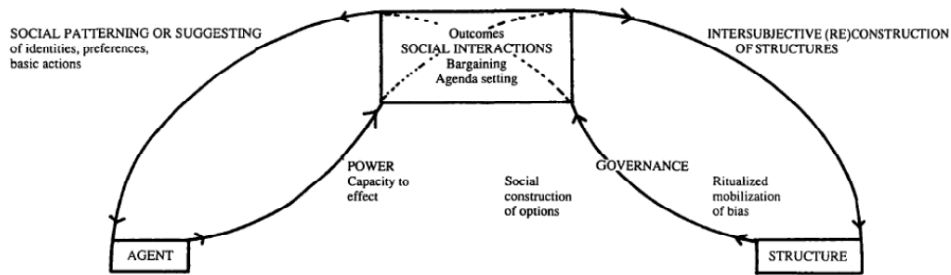 SOCIAL PATTERNING OR SUGGESTING
of identities, preferences,
basic actions
Outcomes
SOCIAL INTERACTIONS
Bargaining
Agenda setting
INTERSUBJECTIVE (RE)CONSTRUCTION
OF STRUCTURES
POWER
Capacity to
effect
Social
construction
of options
GOVERNANCE
Ritualized
mobilization
of bias
AGENT
STRUCTURE